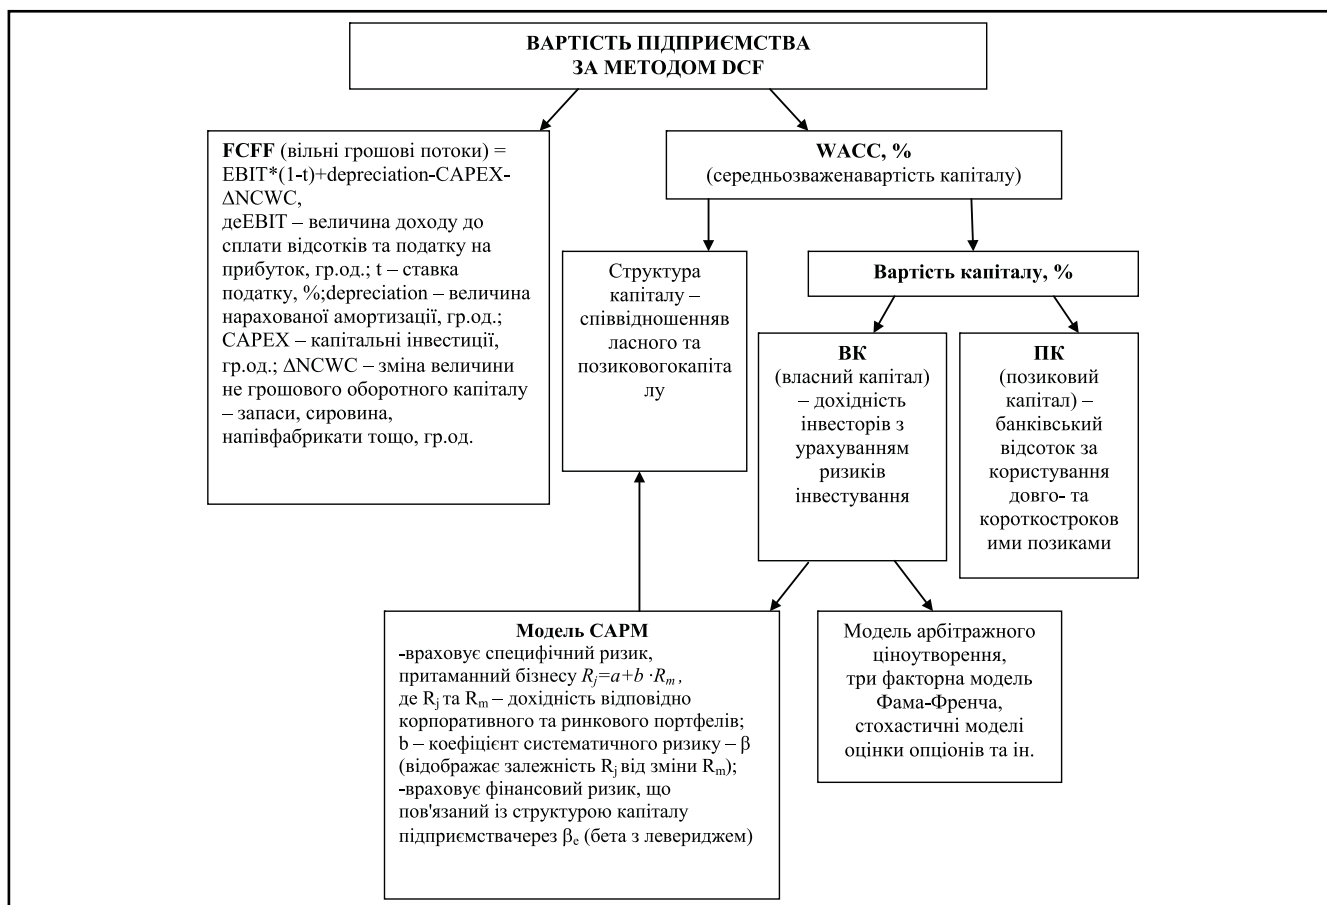 ВАРТІСТЬ ПІДПРИЄМСТВА
ЗА МЕТОДОМ DCF
FCFF (вільні грошові потоки) =
EBIT*(1-t)+depreciation-CAPEX-
ΔNCWC,
деEBIT – величина доходу до
сплати відсотків та податку на
прибуток, гр.од.; t – ставка
податку, %;depreciation – величина
нарахованої амортизації, гр.од.;
CAPEX – капітальні інвестиції,
гр.од.; ΔNCWC – зміна величини
не грошового оборотного капіталу
– запаси, сировина,
напівфабрикати тощо, гр.од.
WACC, %
(середньозваженавартість капіталу)
Структура
капіталу –
співвідношенняв
ласного та
позиковогокапіта
лу
Вартість капіталу, %
ВК
(власний капітал)
– дохідність
інвесторів з
урахуванням
ризиків
інвестування
ПК
(позиковий
капітал) –
банківський
відсоток за
користування
довго- та
короткостроков
ими позиками
Модель CAPM
-враховує специфічний ризик,
притаманний бізнесу Rj=a+b ·Rm ,
де Rj та Rm – дохідність відповідно
корпоративного та ринкового портфелів;
b – коефіцієнт систематичного ризику – β
(відображає залежність Rj від зміни Rm);
-враховує фінансовий ризик, що
пов'язаний із структурою капіталу
підприємствачерез βe (бета з левериджем)
Модель арбітражного
ціноутворення,
три факторна модель
Фама-Френча,
стохастичні моделі
оцінки опціонів та ін.